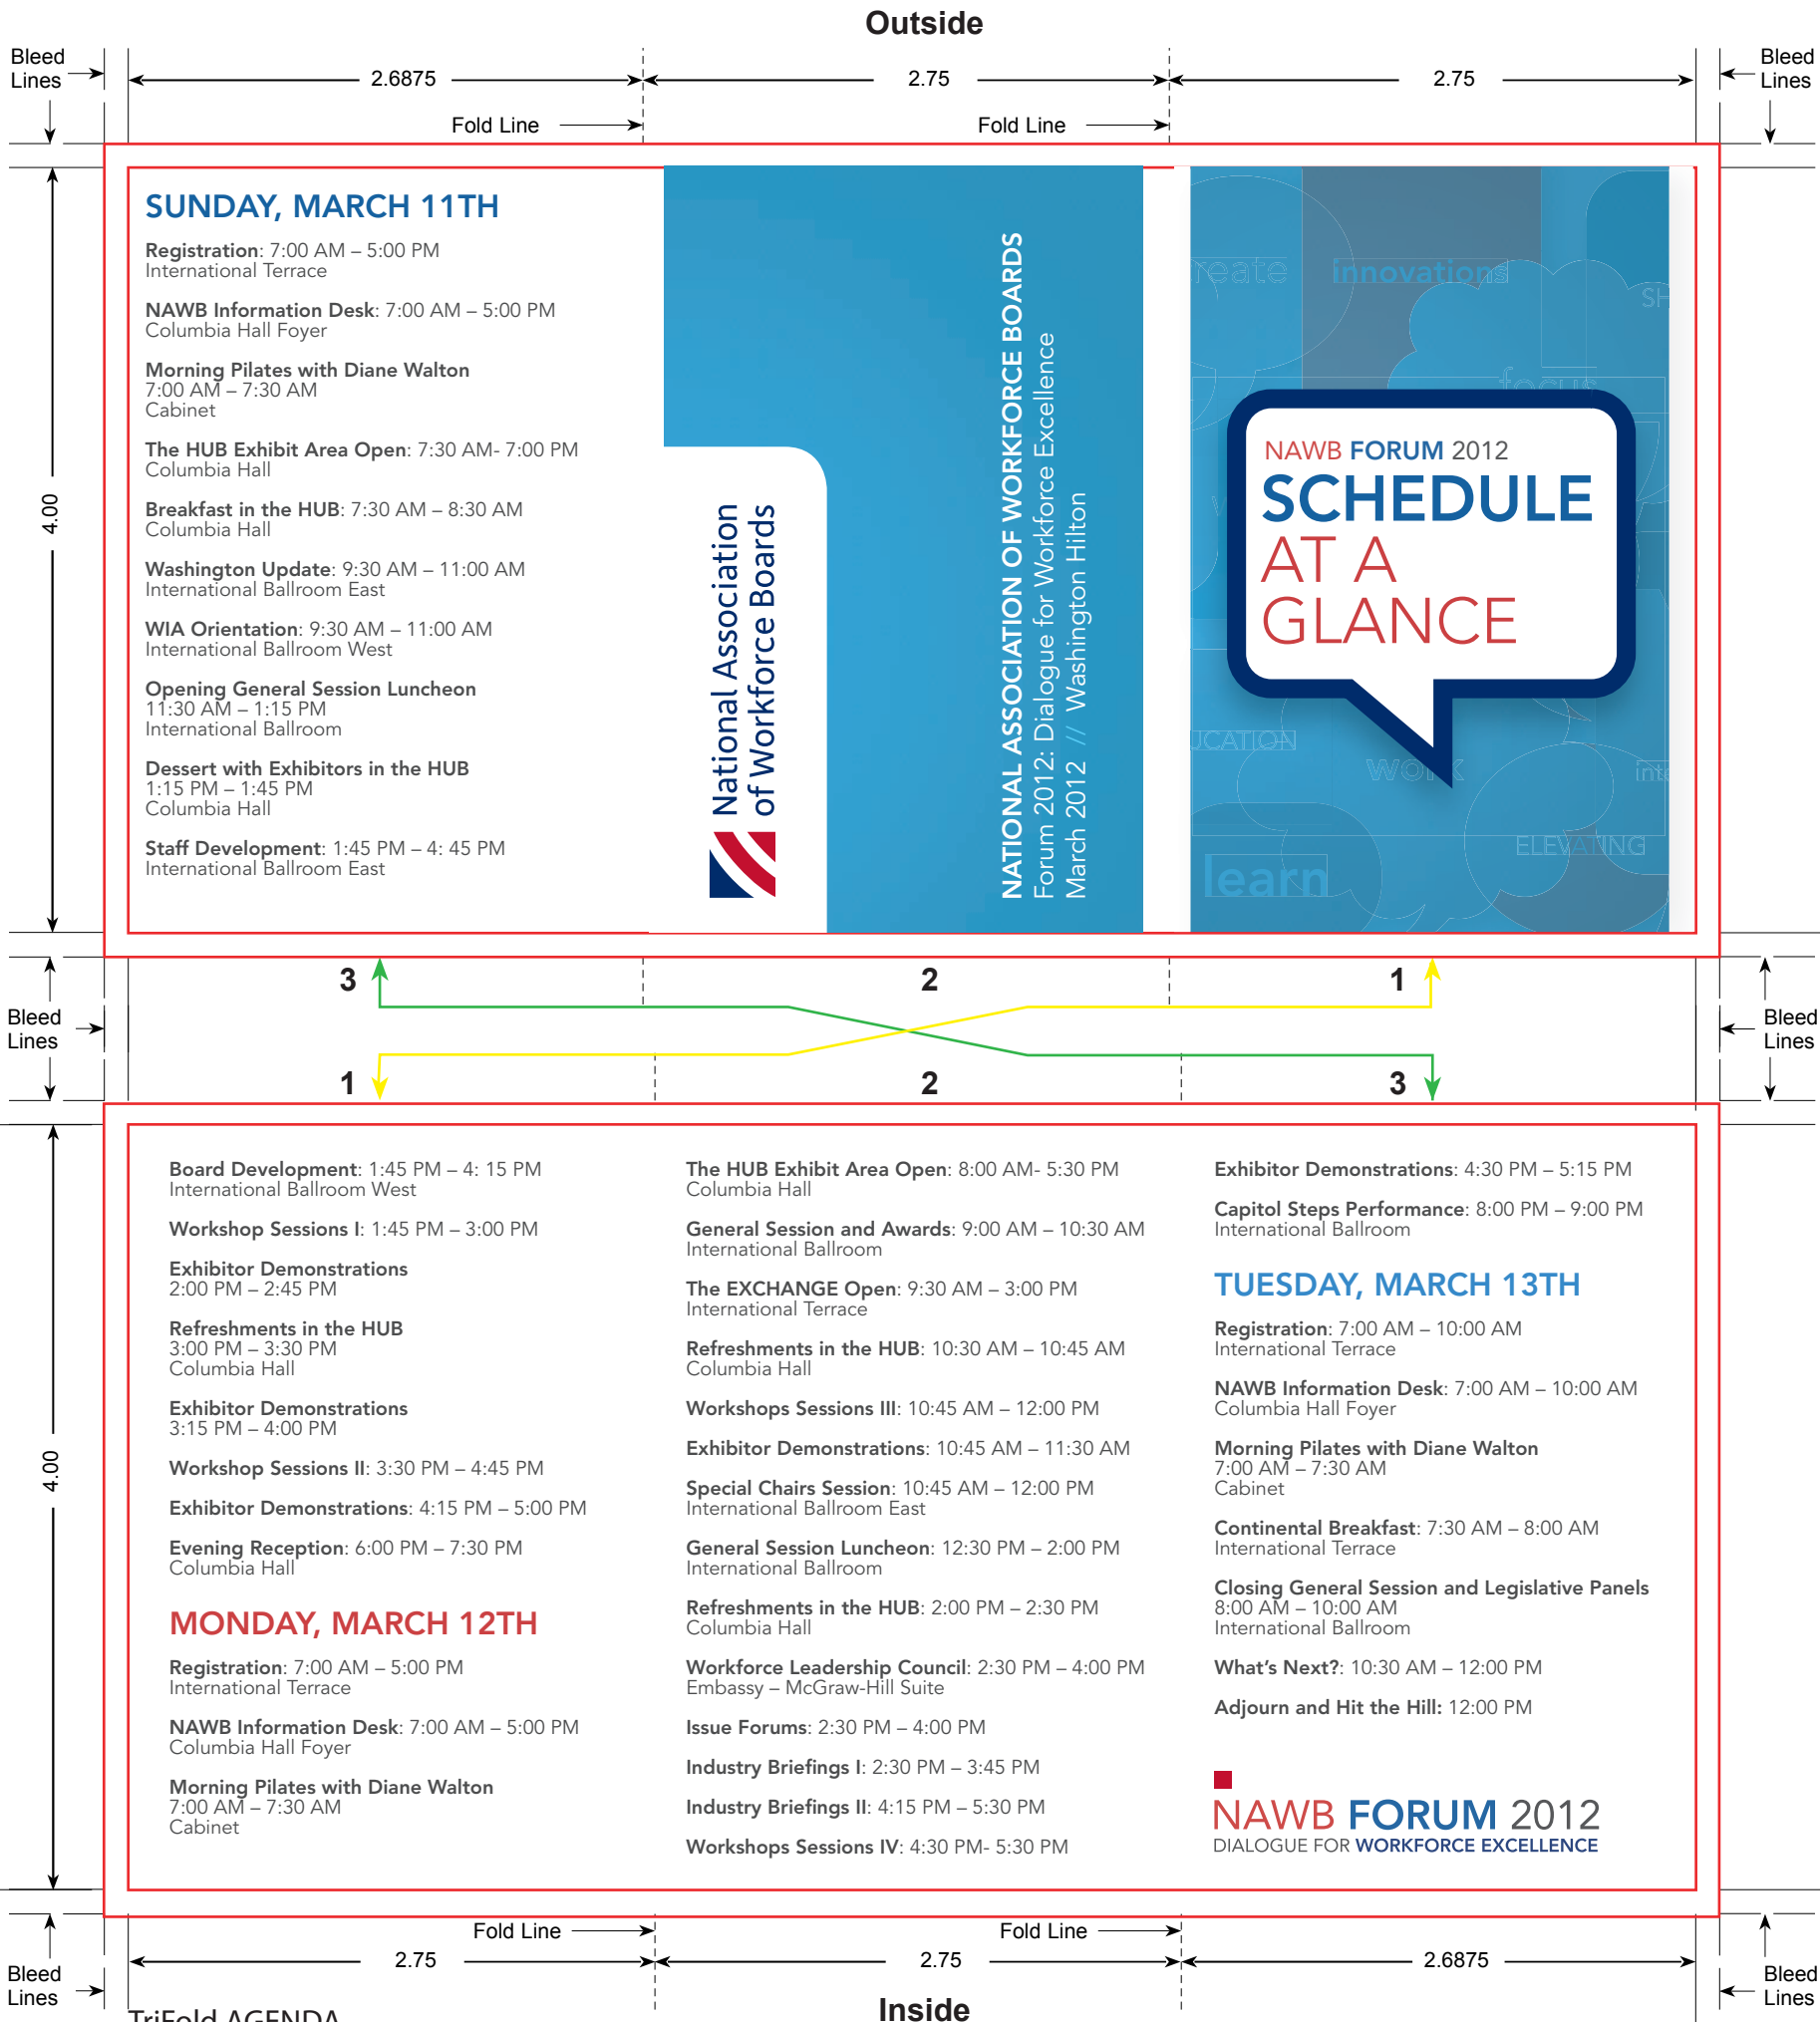 Outside
Bleed
Lines
2.6875
2.75
2.75
Bleed
Lines
Fold Line
Fold Line
4.00
SUNDAY, MARCH 11TH
Registration: 7:00 AM – 5:00 PM
International Terrace
NAWB Information Desk: 7:00 AM – 5:00 PM
Columbia Hall Foyer
Morning Pilates with Diane Walton
7:00 AM – 7:30 AM
Cabinet
The HUB Exhibit Area Open: 7:30 AM- 7:00 PM
Columbia Hall
Breakfast in the HUB: 7:30 AM – 8:30 AM
Columbia Hall
Washington Update: 9:30 AM – 11:00 AM
International Ballroom East
WIA Orientation: 9:30 AM – 11:00 AM
International Ballroom West
Opening General Session Luncheon
11:30 AM – 1:15 PM
International Ballroom
Dessert with Exhibitors in the HUB
1:15 PM – 1:45 PM
Columbia Hall
Staff Development: 1:45 PM – 4: 45 PM
International Ballroom East
National Association
of Workforce Boards
NATIONAL ASSOCIATION OF WORKFORCE BOARDS
Forum 2012: Dialogue for Workforce Excellence
March 2012 // Washington Hilton
reate
innovations
SH
focus
NAWB FORUM 2012
SCHEDULE
AT A
GLANCE
UCATION
WORK
inte
ELEVATING
learn
3
2
1
Bleed
Lines
Bleed
Lines
1
2
3
4.00
Board Development: 1:45 PM – 4: 15 PM
International Ballroom West
Workshop Sessions I: 1:45 PM – 3:00 PM
Exhibitor Demonstrations
2:00 PM – 2:45 PM
Refreshments in the HUB
3:00 PM – 3:30 PM
Columbia Hall
Exhibitor Demonstrations
3:15 PM – 4:00 PM
Workshop Sessions II: 3:30 PM – 4:45 PM
Exhibitor Demonstrations: 4:15 PM – 5:00 PM
Evening Reception: 6:00 PM – 7:30 PM
Columbia Hall
MONDAY, MARCH 12TH
Registration: 7:00 AM – 5:00 PM
International Terrace
NAWB Information Desk: 7:00 AM – 5:00 PM
Columbia Hall Foyer
Morning Pilates with Diane Walton
7:00 AM – 7:30 AM
Cabinet
The HUB Exhibit Area Open: 8:00 AM- 5:30 PM
Columbia Hall
General Session and Awards: 9:00 AM – 10:30 AM
International Ballroom
The EXCHANGE Open: 9:30 AM – 3:00 PM
International Terrace
Refreshments in the HUB: 10:30 AM – 10:45 AM
Columbia Hall
Workshops Sessions III: 10:45 AM – 12:00 PM
Exhibitor Demonstrations: 10:45 AM – 11:30 AM
Special Chairs Session: 10:45 AM – 12:00 PM
International Ballroom East
General Session Luncheon: 12:30 PM – 2:00 PM
International Ballroom
Refreshments in the HUB: 2:00 PM – 2:30 PM
Columbia Hall
Workforce Leadership Council: 2:30 PM – 4:00 PM
Embassy – McGraw-Hill Suite
Issue Forums: 2:30 PM – 4:00 PM
Industry Briefings I: 2:30 PM – 3:45 PM
Industry Briefings II: 4:15 PM – 5:30 PM
Workshops Sessions IV: 4:30 PM- 5:30 PM
Exhibitor Demonstrations: 4:30 PM – 5:15 PM
Capitol Steps Performance: 8:00 PM – 9:00 PM
International Ballroom
TUESDAY, MARCH 13TH
Registration: 7:00 AM – 10:00 AM
International Terrace
NAWB Information Desk: 7:00 AM – 10:00 AM
Columbia Hall Foyer
Morning Pilates with Diane Walton
7:00 AM – 7:30 AM
Cabinet
Continental Breakfast: 7:30 AM – 8:00 AM
International Terrace
Closing General Session and Legislative Panels
8:00 AM – 10:00 AM
International Ballroom
What's Next?: 10:30 AM – 12:00 PM
Adjourn and Hit the Hill: 12:00 PM
NAWB FORUM 2012
DIALOGUE FOR WORKFORCE EXCELLENCE
Fold Line
Fold Line
Bleed
Lines
2.75
2.75
2.6875
Bleed
Lines
TriFold AGENDA
Inside